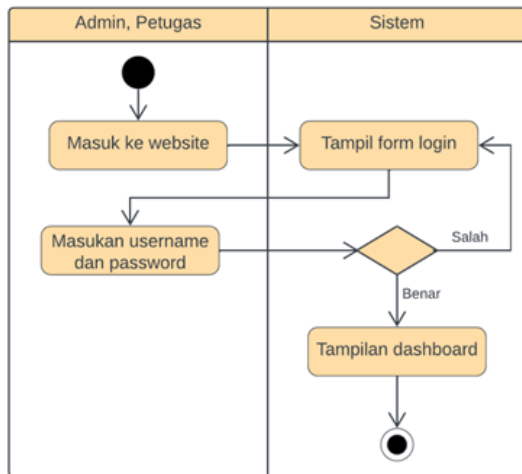 Admin, Petugas
Sistem
Masuk ke website
Tampil form login
Masukan username
dan password
Salah
Benar
Tampilan dashboard